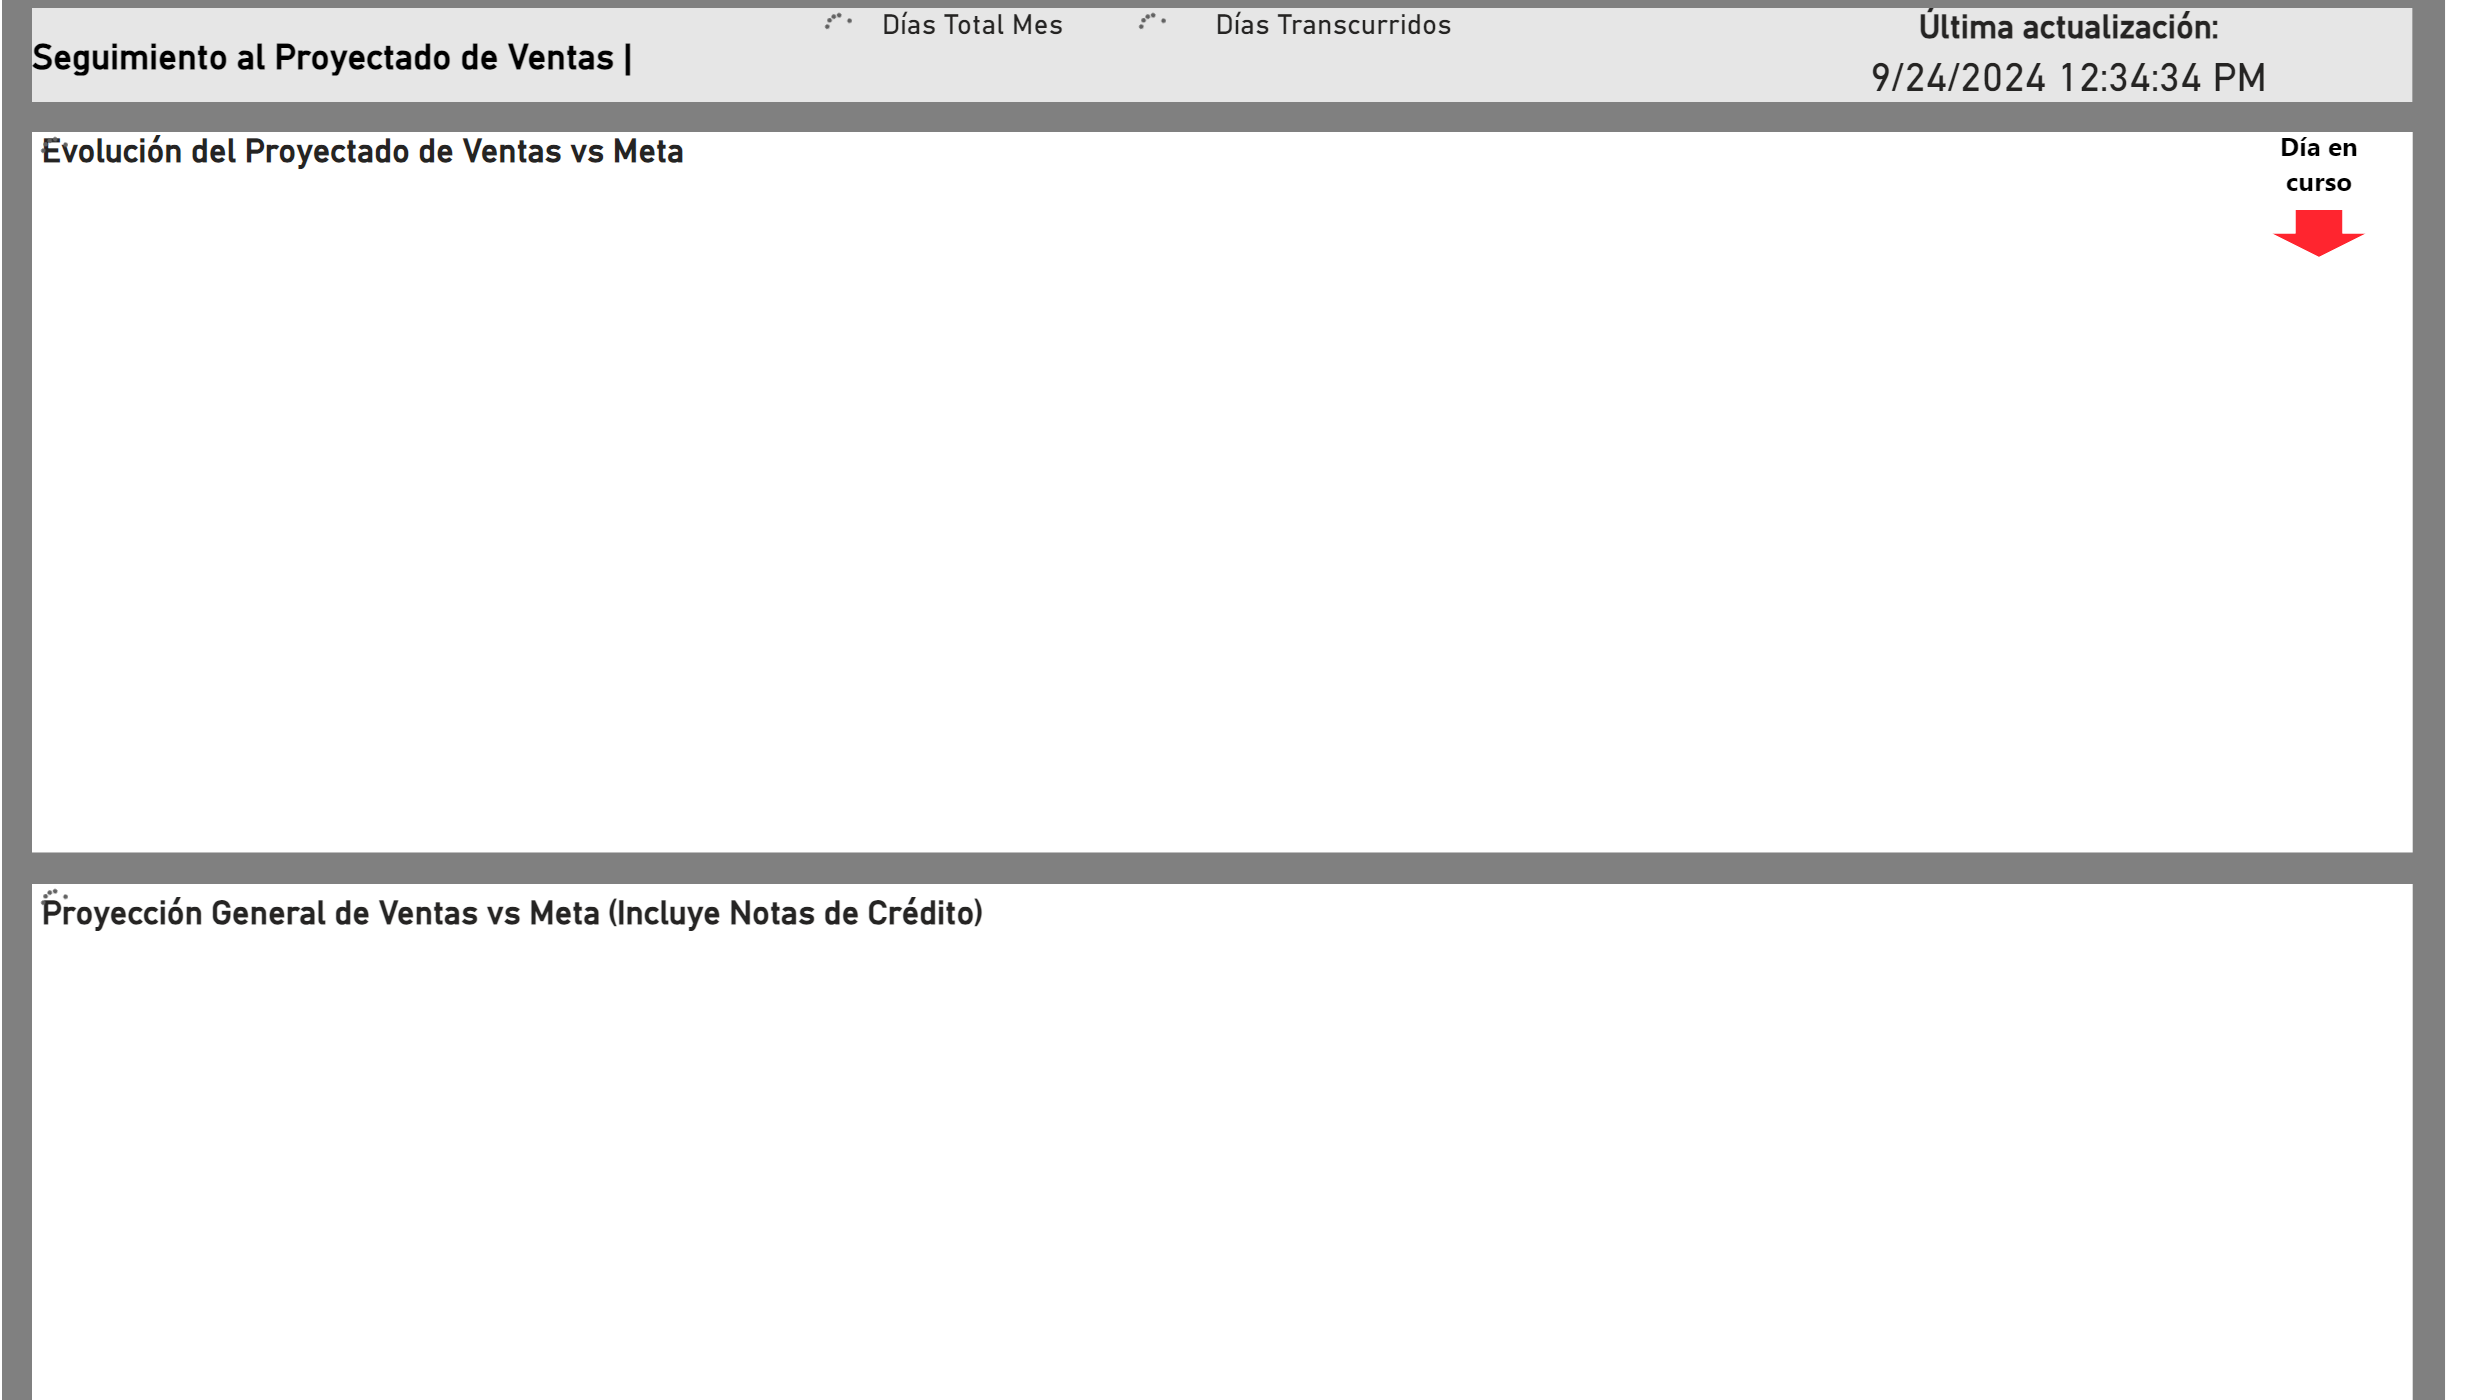 Días Total Mes
Días Transcurridos
Última actualización:
Seguimiento al Proyectado de Ventas |
9/24/2024 12:34:34 PM
Evolución del Proyectado de Ventas vs Meta
Día en
curso
Proyección General de Ventas vs Meta (Incluye Notas de Crédito)